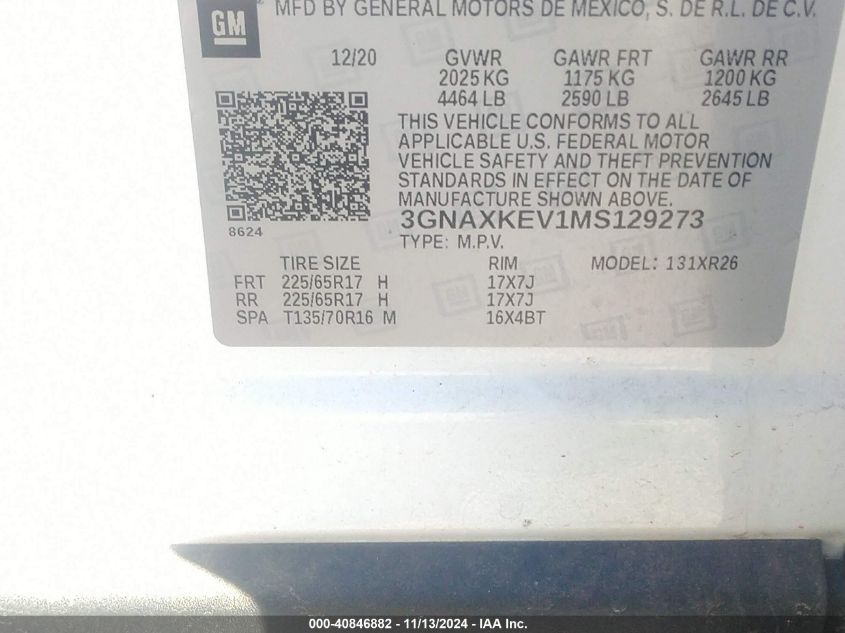 GM
MFD BY GENERAL MOTORS DE MEXICO, S. DE R.L. DE C.V.
12/20 GVWR GAWR FRT GAWR RR
2025 KG 1175 KG 1200 KG
4464 LB 2590 LB 2645 LB
THIS VEHICLE CONFORMS TO ALL
APPLICABLE U.S. FEDERAL MOTOR
VEHICLE SAFETY AND THEFT PREVENTION
STANDARDS IN EFFECT ON THE DATE OF
MANUFACTURE SHOWN ABOVE.
8624
3GNAXKEV1MS129273
TYPE: M.P.V.
TIRE SIZE RIM MODEL: 131XR26
FRT 225/65R17 H 17X7J
RR 225/65R17 H 17X7J
SPA T135/70R16 M 16X4BT
000-40846882 - 11/13/2024 - IAA Inc.